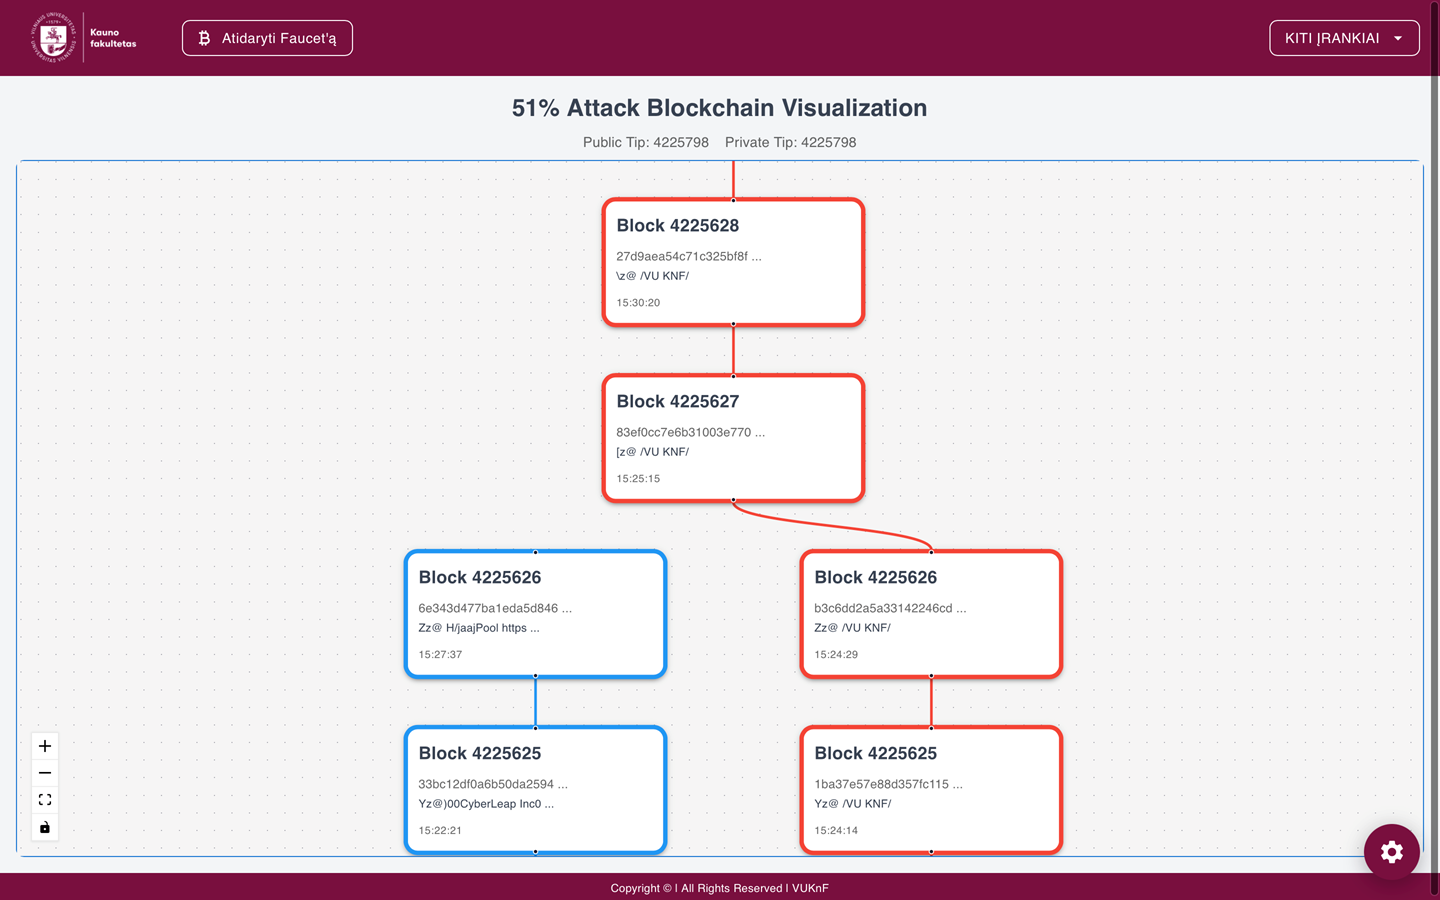 Kauno
fakultetas
Atidaryti Faucet'ą
KITI ĮRANKIAI
51% Attack Blockchain Visualization
Public Tip: 4225798 Private Tip: 4225798
Block 4225628
27d9aea54c71c325bf8f ...
\z@ /VU KNF/
15:30:20
Block 4225627
83ef0cc7e6b31003e770 ...
[z@ /VU KNF/
15:25:15
Block 4225626
6e343d477ba1eda5d846 ...
Zz@ H/jaajPool https ...
15:27:37
Block 4225626
b3c6dd2a5a33142246cd ...
Zz@ /VU KNF/
15:24:29
Block 4225625
33bc12df0a6b50da2594 ...
Yz@)00CyberLeap Inc0 ...
15:22:21
Block 4225625
1ba37e57e88d357fc115 ...
Yz@ /VU KNF/
15:24:14
Copyright © | All Rights Reserved | VUKnF